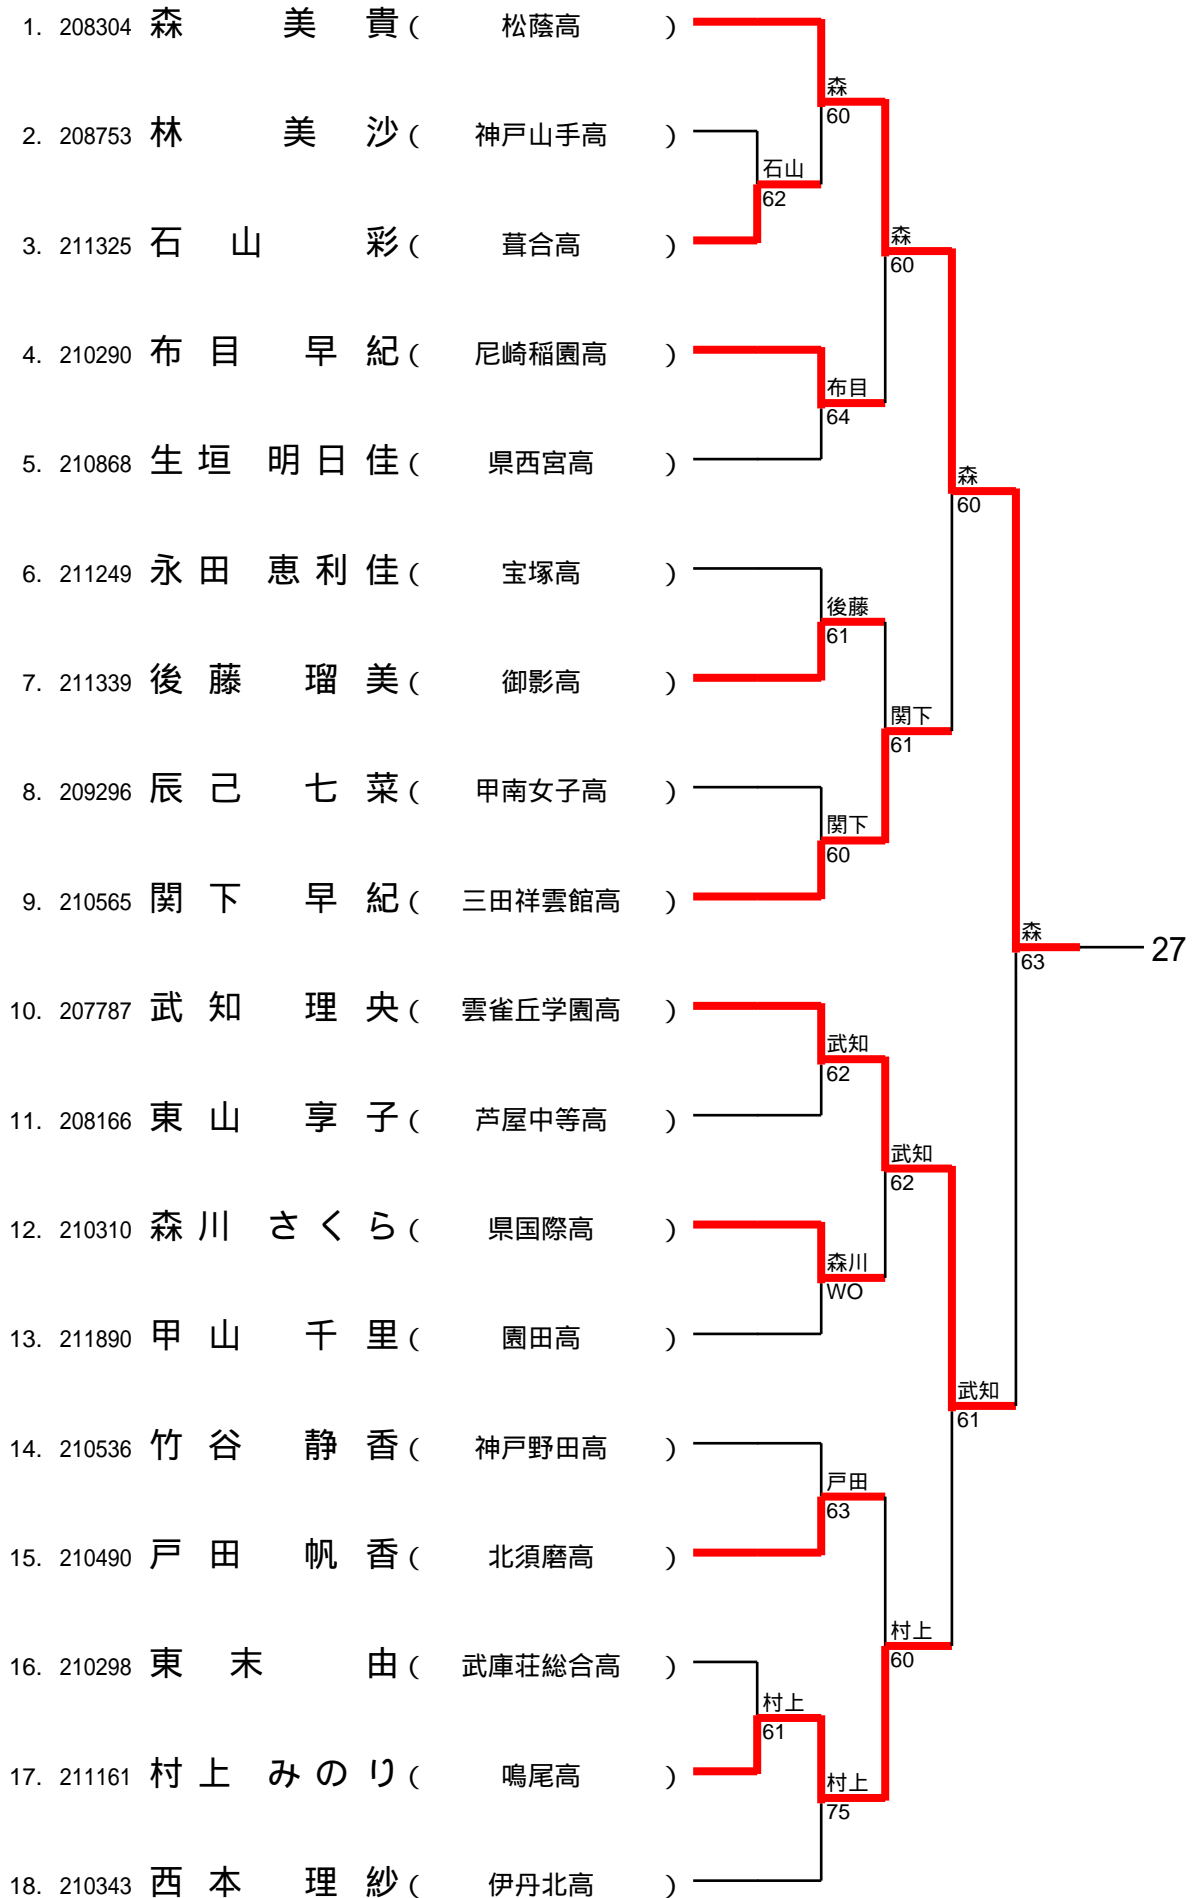 1. 208304 森 美 貴 ( 松蔭高 )
森
60
2. 208753 林 美 沙 ( 神戸山手高 )
石山
62
3. 211325 石 山 彩 ( 葺合高 )
森
60
4. 210290 布 目 早 紀 ( 尼崎稲園高 )
布目
64
5. 210868 生 垣 明 日 佳 ( 県西宮高 )
森
60
6. 211249 永 田 恵 利 佳 ( 宝塚高 )
後藤
61
7. 211339 後 藤 瑠 美 ( 御影高 )
関下
61
8. 209296 辰 己 七 菜 ( 甲南女子高 )
関下
60
9. 210565 関 下 早 紀 ( 三田祥雲館高 )
森
63
27
10. 207787 武 知 理 央 ( 雲雀丘学園高 )
武知
62
11. 208166 東 山 享 子 ( 芦屋中等高 )
武知
62
12. 210310 森 川 さ く ら ( 県国際高 )
森川
WO
13. 211890 甲 山 千 里 ( 園田高 )
武知
61
14. 210536 竹 谷 静 香 ( 神戸野田高 )
戸田
63
15. 210490 戸 田 帆 香 ( 北須磨高 )
村上
60
16. 210298 東 末 由 ( 武庫荘総合高 )
村上
61
17. 211161 村 上 み の り ( 鳴尾高 )
村上
75
18. 210343 西 本 理 紗 ( 伊丹北高 )